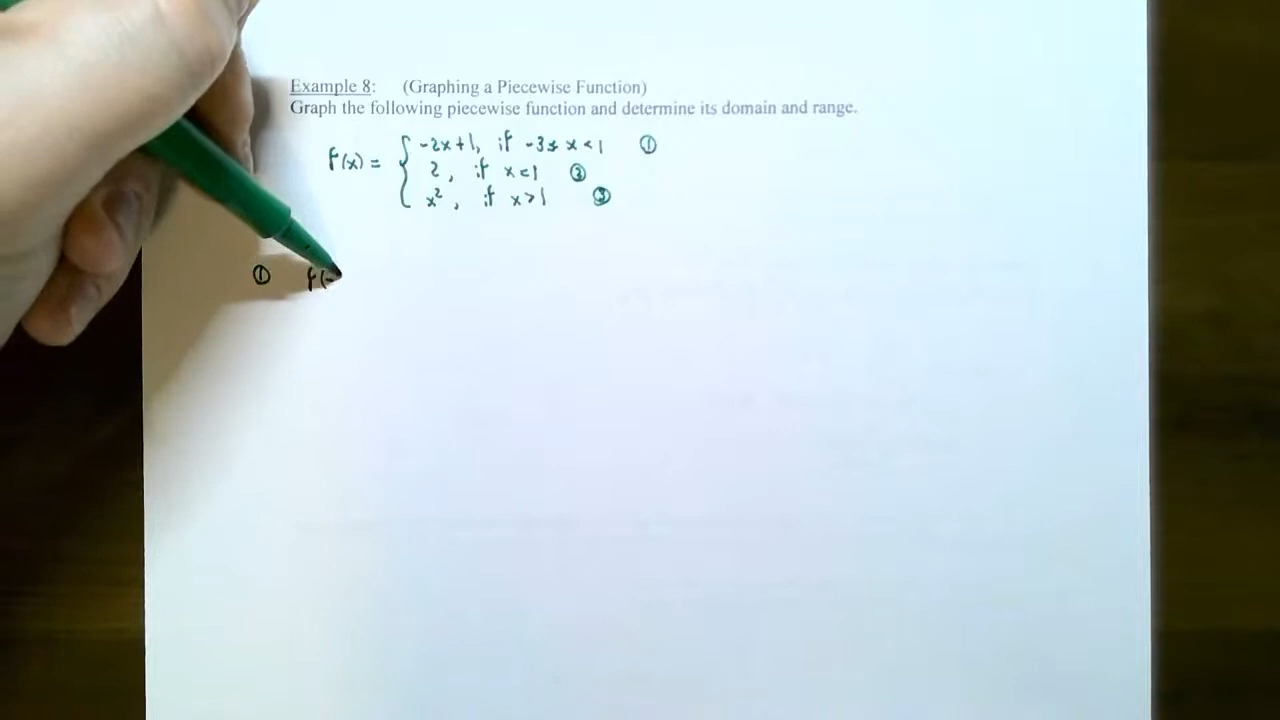 Example 8: (Graphing a Piecewise Function)
Graph the following piecewise function and determine its domain and range.
f(x) = { -2x+1, if -3≤ x <1 ①
2, if x=1 ②
x², if x>1 ③
① f(-